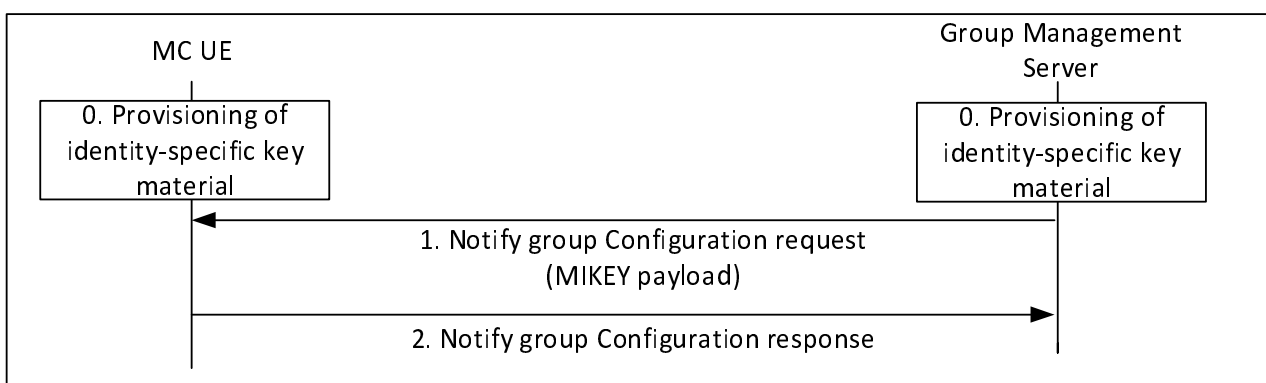 MC UE
Group Management
Server
0. Provisioning of
identity-specific key
material
0. Provisioning of
identity-specific key
material
1. Notify group Configuration request
(MIKEY payload)
2. Notify group Configuration response